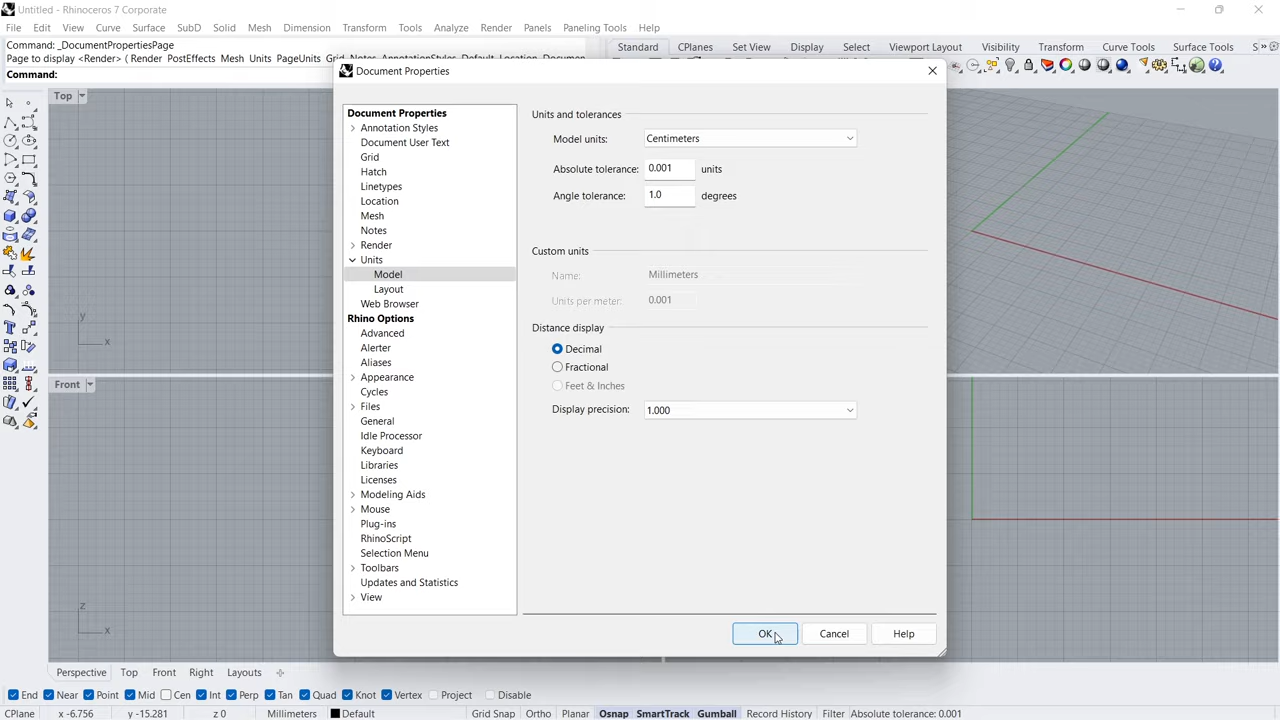 Untitled - Rhinoceros 7 Corporate
File Edit View Curve Surface SubD Solid Mesh Dimension Transform Tools Analyze Render Panels Paneling Tools Help
Command: _DocumentPropertiesPage
Page to display <Render> ( Render PostEffects Mesh Units PageUnits Grid Notes AnnotationStyles Default Location Documen
Command:
Standard CPlanes Set View Display Select Viewport Layout Visibility Transform Curve Tools Surface Tools S >>
Document Properties
Top
Document Properties
Annotation Styles
Document User Text
Grid
Hatch
Linetypes
Location
Mesh
Notes
Render
Units
Model
Layout
Web Browser
Rhino Options
Advanced
Alerter
Aliases
Appearance
Cycles
Files
General
Idle Processor
Keyboard
Libraries
Licenses
Modeling Aids
Mouse
Plug-ins
RhinoScript
Selection Menu
Toolbars
Updates and Statistics
View
Units and tolerances
Model units: Centimeters
Absolute tolerance: 0.001 units
Angle tolerance: 1.0 degrees
Custom units
Name: Millimeters
Units per meter: 0.001
Distance display
Decimal
Fractional
Feet & Inches
Display precision: 1.000
OK Cancel Help
y
x
Front
z
x
Perspective Top Front Right Layouts
End Near Point Mid Cen Int Perp Tan Quad Knot Vertex Project Disable
CPlane x -6.756 y -15.281 z 0 Millimeters Default Grid Snap Ortho Planar Osnap SmartTrack Gumball Record History Filter Absolute tolerance: 0.001